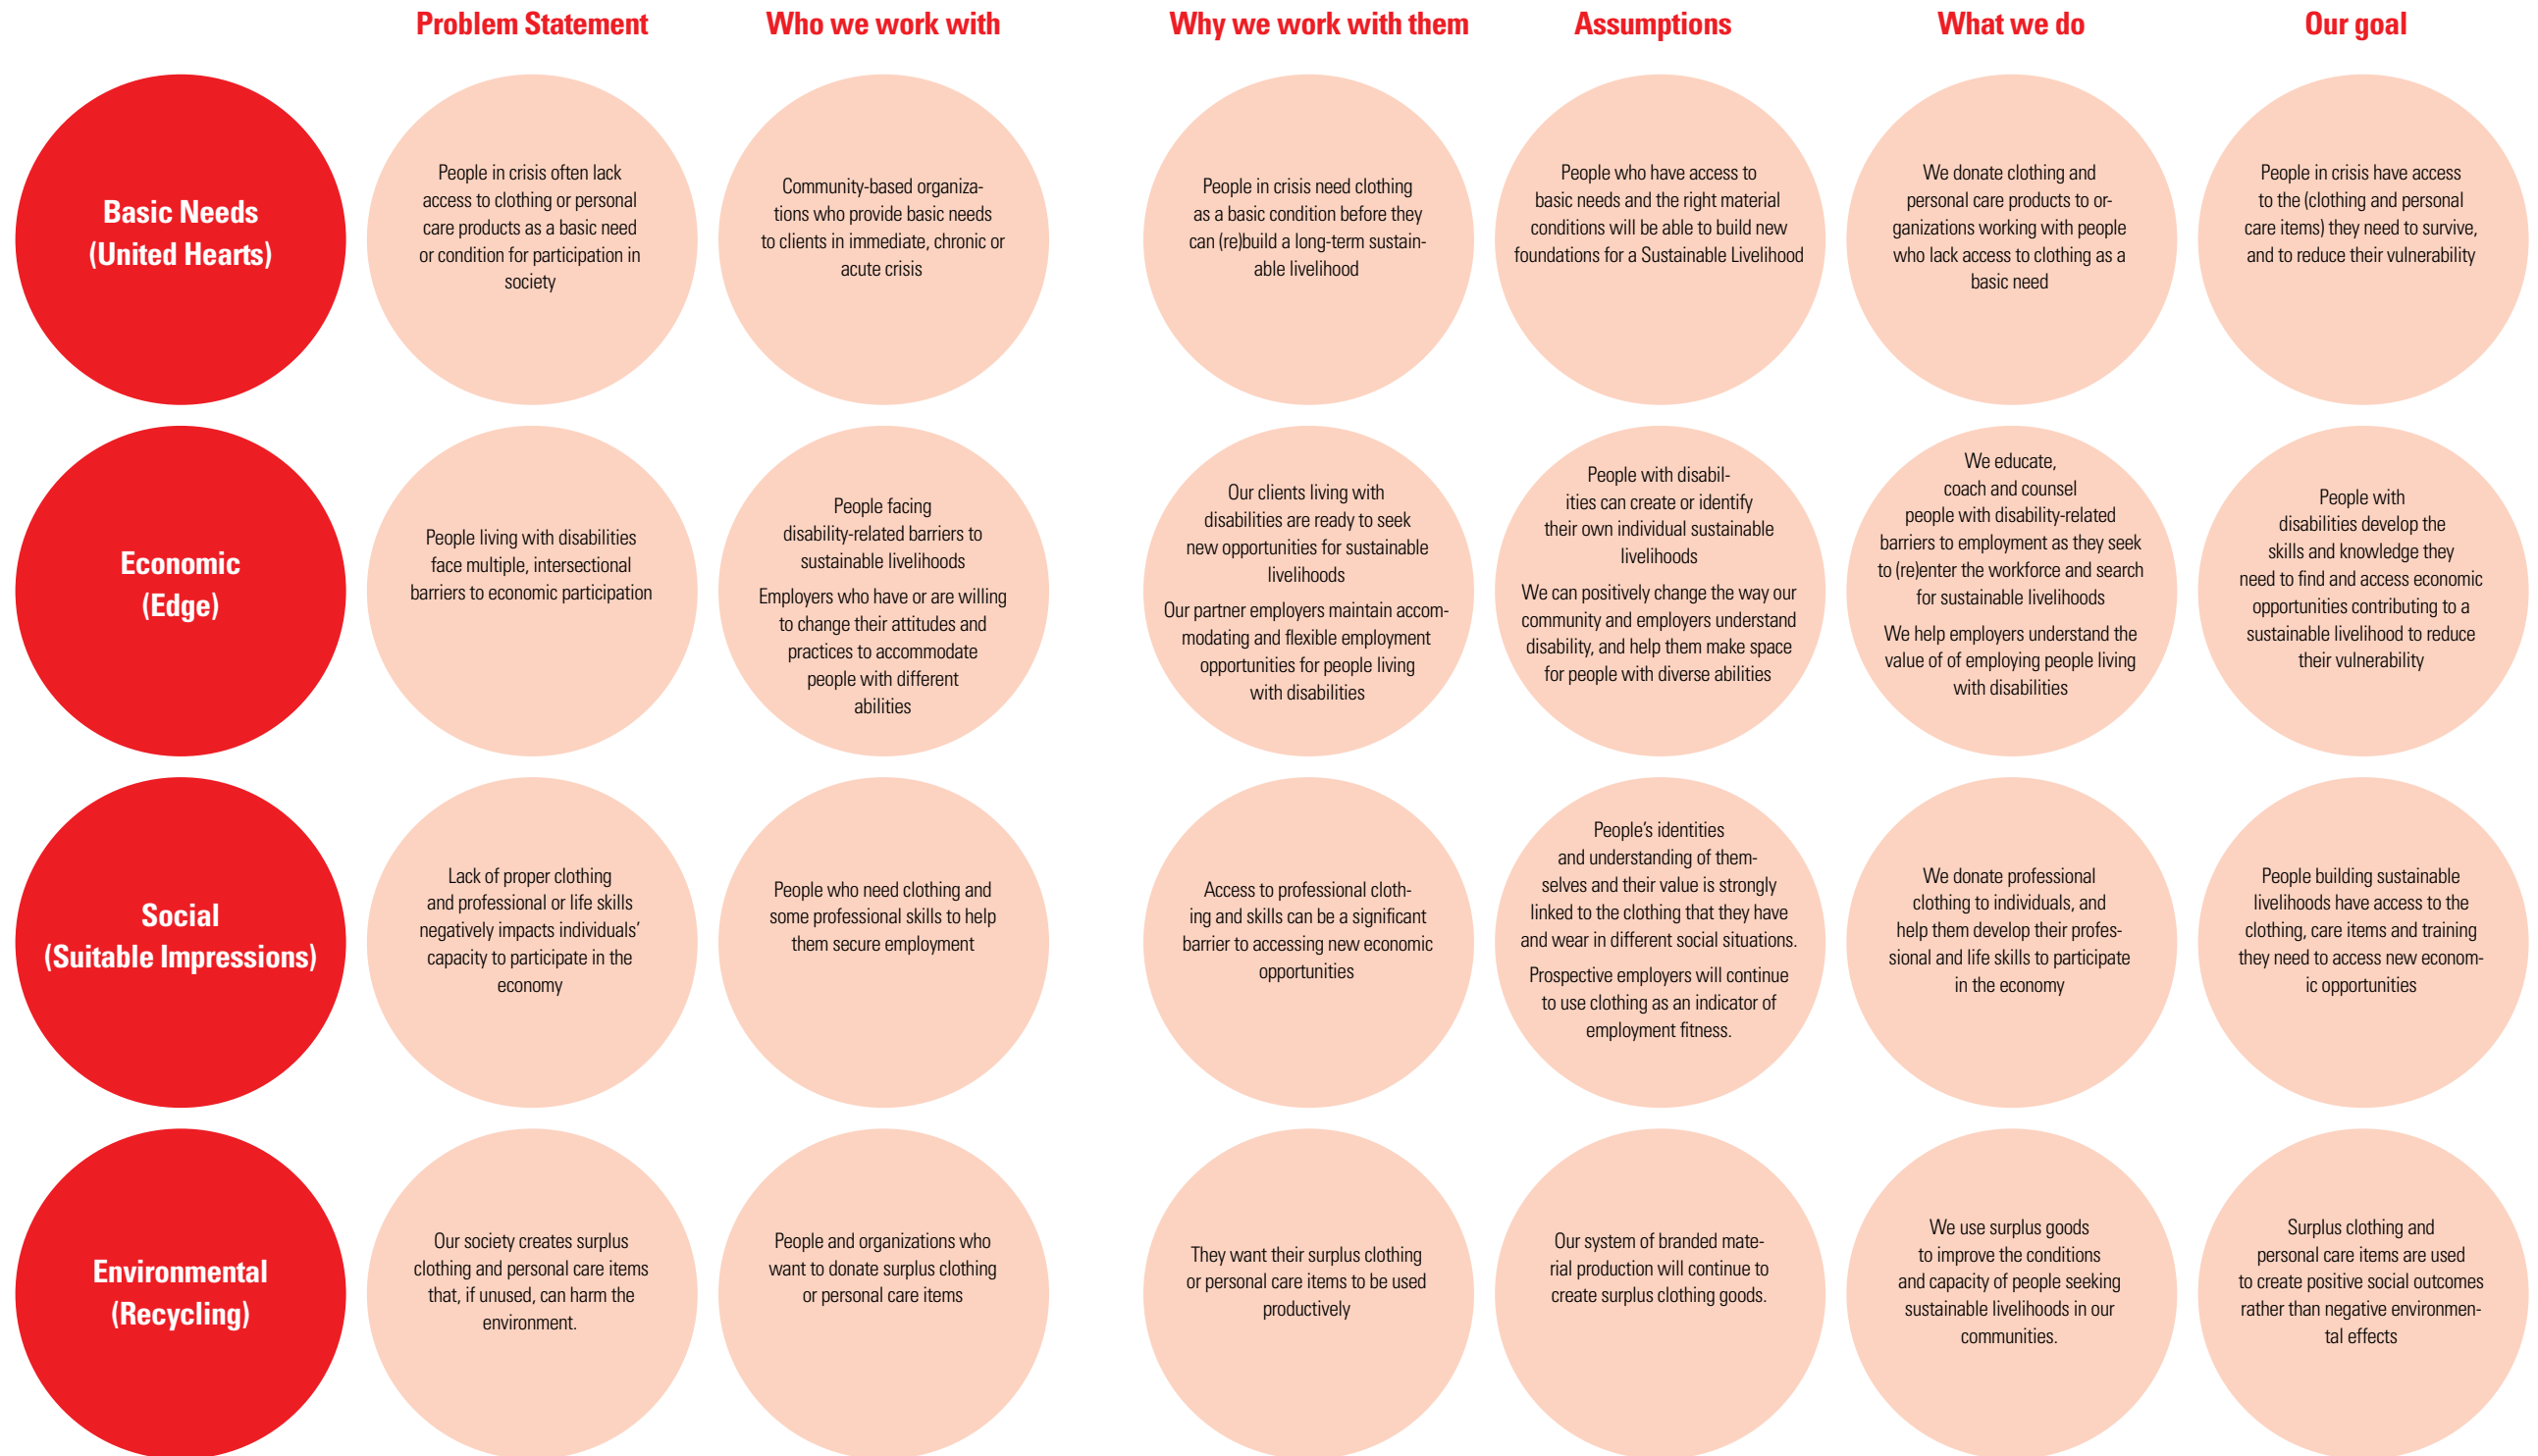 Problem Statement
Who we work with
Why we work with them
Assumptions
What we do
Our goal
Basic Needs
(United Hearts)
People in crisis often lack
access to clothing or personal
care products as a basic need
or condition for participation in
society
Community-based organiza-
tions who provide basic needs
to clients in immediate, chronic or
acute crisis
People in crisis need clothing
as a basic condition before they
can (re)build a long-term sustain-
able livelihood
People who have access to
basic needs and the right material
conditions will be able to build new
foundations for a Sustainable Livelihood
We donate clothing and
personal care products to or-
ganizations working with people
who lack access to clothing as a
basic need
People in crisis have access
to the (clothing and personal
care items) they need to survive,
and to reduce their vulnerability
Economic
(Edge)
People living with disabilities
face multiple, intersectional
barriers to economic participation
People facing
disability-related barriers to
sustainable livelihoods
Employers who have or are willing
to change their attitudes and
practices to accommodate
people with different
abilities
Our clients living with
disabilities are ready to seek
new opportunities for sustainable
livelihoods
Our partner employers maintain accom-
modating and flexible employment
opportunities for people living
with disabilities
People with disabil-
ities can create or identify
their own individual sustainable
livelihoods
We can positively change the way our
community and employers understand
disability, and help them make space
for people with diverse abilities
We educate,
coach and counsel
people with disability-related
barriers to employment as they seek
to (re)enter the workforce and search
for sustainable livelihoods
We help employers understand the
value of of employing people living
with disabilities
People with
disabilities develop the
skills and knowledge they
need to find and access economic
opportunities contributing to a
sustainable livelihood to reduce
their vulnerability
Social
(Suitable Impressions)
Lack of proper clothing
and professional or life skills
negatively impacts individuals'
capacity to participate in the
economy
People who need clothing and
some professional skills to help
them secure employment
Access to professional cloth-
ing and skills can be a significant
barrier to accessing new economic
opportunities
People's identities
and understanding of them-
selves and their value is strongly
linked to the clothing that they have
and wear in different social situations.
Prospective employers will continue
to use clothing as an indicator of
employment fitness.
We donate professional
clothing to individuals, and
help them develop their profes-
sional and life skills to participate
in the economy
People building sustainable
livelihoods have access to the
clothing, care items and training
they need to access new econom-
ic opportunities
Environmental
(Recycling)
Our society creates surplus
clothing and personal care items
that, if unused, can harm the
environment.
People and organizations who
want to donate surplus clothing
or personal care items
They want their surplus clothing
or personal care items to be used
productively
Our system of branded mate-
rial production will continue to
create surplus clothing goods.
We use surplus goods
to improve the conditions
and capacity of people seeking
sustainable livelihoods in our
communities.
Surplus clothing and
personal care items are used
to create positive social outcomes
rather than negative environmen-
tal effects